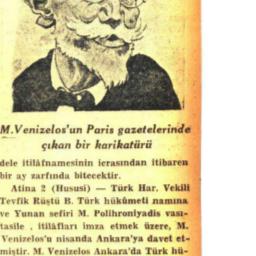 M.Venizelos'un Paris gazetelerinde
çıkan bir karikatürü
dele itilâfnamesinin icrasından itibaren
bir ay zarfında bitecektir.
Atina 2 (Hususi) — Türk Har. Vekili
Tevfik Rüştü B. Türk hükûmeti namına
ve Yunan sefiri M. Polihroniyadis vası-
tasile , itilâfları imza etmek üzere, M.
Venizelos'u nisanda Ankara'ya davet et-
miştir. M. Venizelos Ankara'da Türk hü-